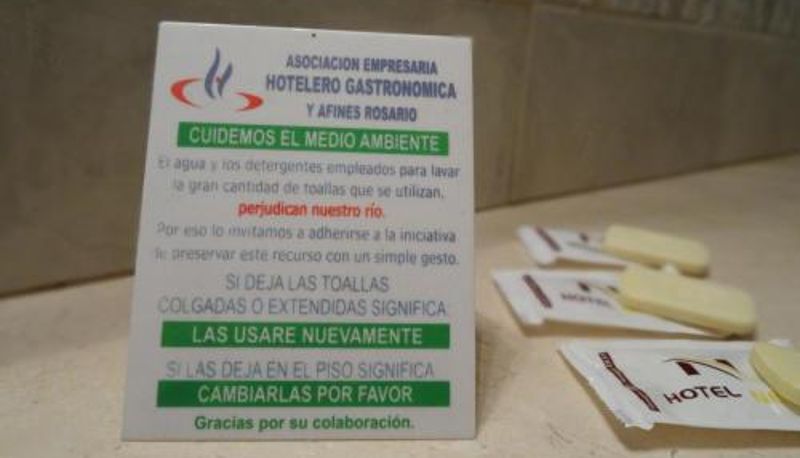 ASOCIACION EMPRESARIA
HOTELERO GASTRONOMICA
Y AFINES ROSARIO
CUIDEMOS EL MEDIO AMBIENTE
El agua y los detergentes empleados para lavar
la gran cantidad de toallas que se utilizan,
perjudican nuestro río.
Por eso lo invitamos a adherirse a la iniciativa
de preservar este recurso con un simple gesto.
SI DEJA LAS TOALLAS
COLGADAS O EXTENDIDAS SIGNIFICA:
LAS USARE NUEVAMENTE
SI LAS DEJA EN EL PISO SIGNIFICA
CAMBIARLAS POR FAVOR
Gracias por su colaboración.
HOTEL
HOTEL